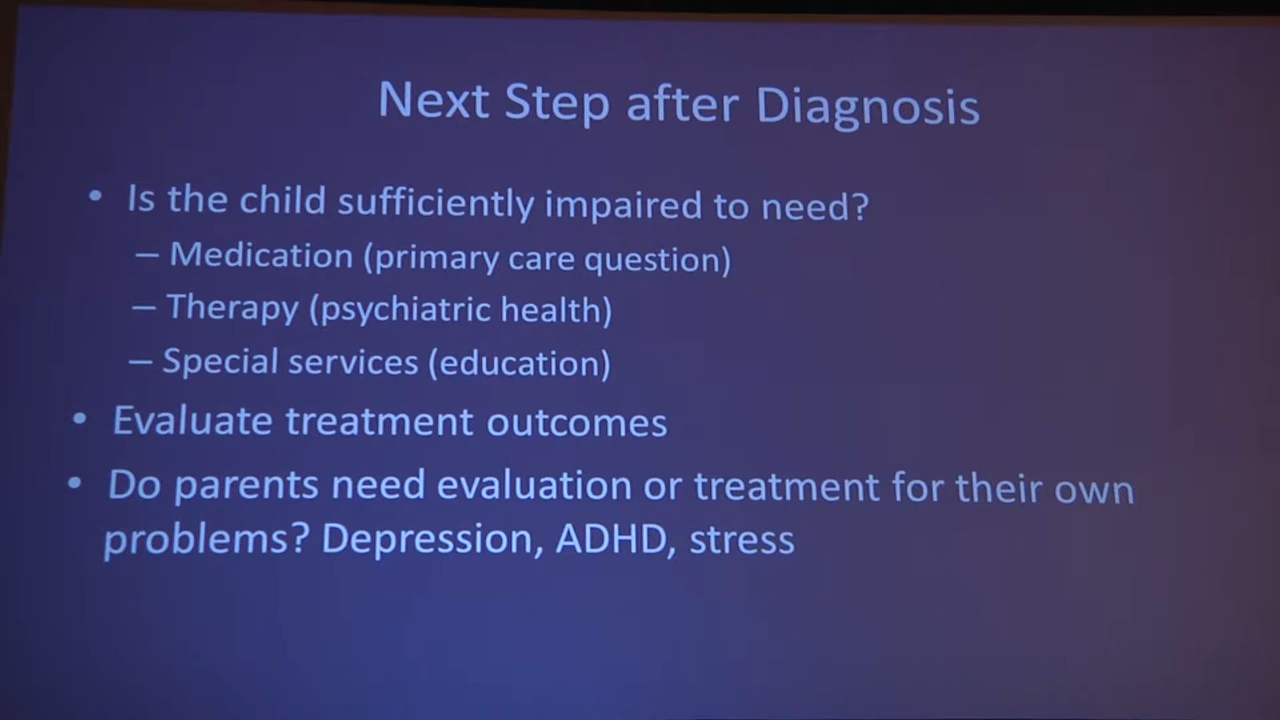 Next Step after Diagnosis
• Is the child sufficiently impaired to need?
– Medication (primary care question)
– Therapy (psychiatric health)
– Special services (education)
• Evaluate treatment outcomes
• Do parents need evaluation or treatment for their own
problems? Depression, ADHD, stress